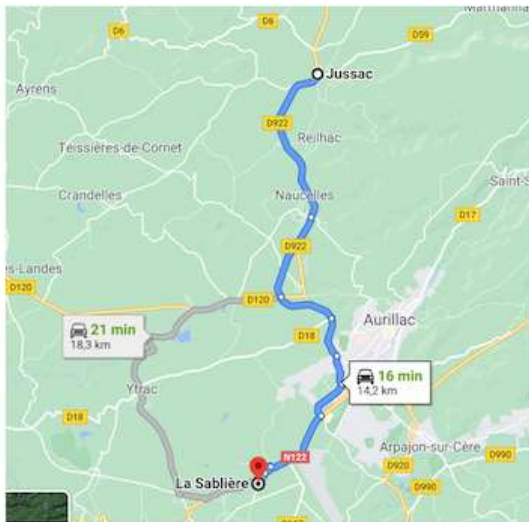 Marmanhac
D6
D6
D59
Jussac
Ayrens
D922
Reilhac
Teissières-de-Cornet
Crandelles
Naucelles
Saint-S
D17
D922
es-Landes
D120
D120
Aurillac
21 min
18,3 km
D18
16 min
14,2 km
Ytrac
D18
Arpajon-sur-Cère
N122
D990
D920
La Sablière
D990